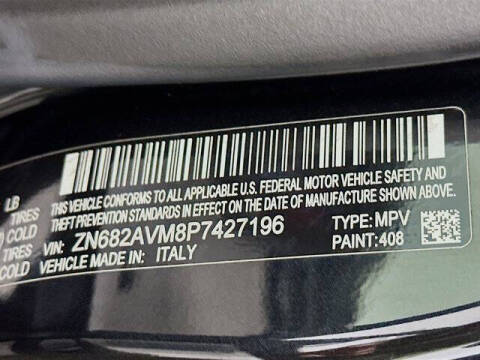 LB
TIRES
COLD
TIRES
COLD
THIS VEHICLE CONFORMS TO ALL APPLICABLE U.S. FEDERAL MOTOR VEHICLE SAFETY AND
THEFT PREVENTION STANDARDS IN EFFECT ON THE DATE OF MANUFACTURE SHOWN ABOVE.
VIN: ZN682AVM8P7427196 TYPE: MPV
VEHICLE MADE IN: ITALY PAINT: 408